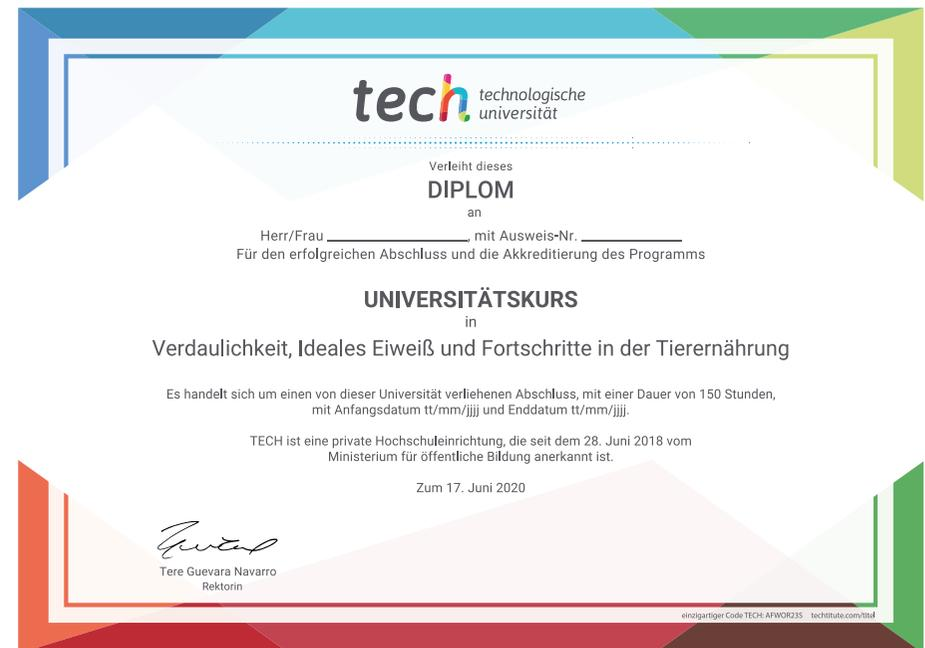 tech technologische
universität
Verleiht dieses
DIPLOM
an
Herr/Frau ____________, mit Ausweis-Nr. ____________
Für den erfolgreichen Abschluss und die Akkreditierung des Programms
UNIVERSITÄTSKURS
in
Verdaulichkeit, Ideales Eiweiß und Fortschritte in der Tierernährung
Es handelt sich um einen von dieser Universität verliehenen Abschluss, mit einer Dauer von 150 Stunden,
mit Anfangsdatum tt/mm/jjjj und Enddatum tt/mm/jjjj.
TECH ist eine private Hochschuleinrichtung, die seit dem 28. Juni 2018 vom
Ministerium für öffentliche Bildung anerkannt ist.
Zum 17. Juni 2020
Tere Guevara Navarro
Rektorin
einzigartiger Code TECH: AFWOR23S techtitute.com/titel